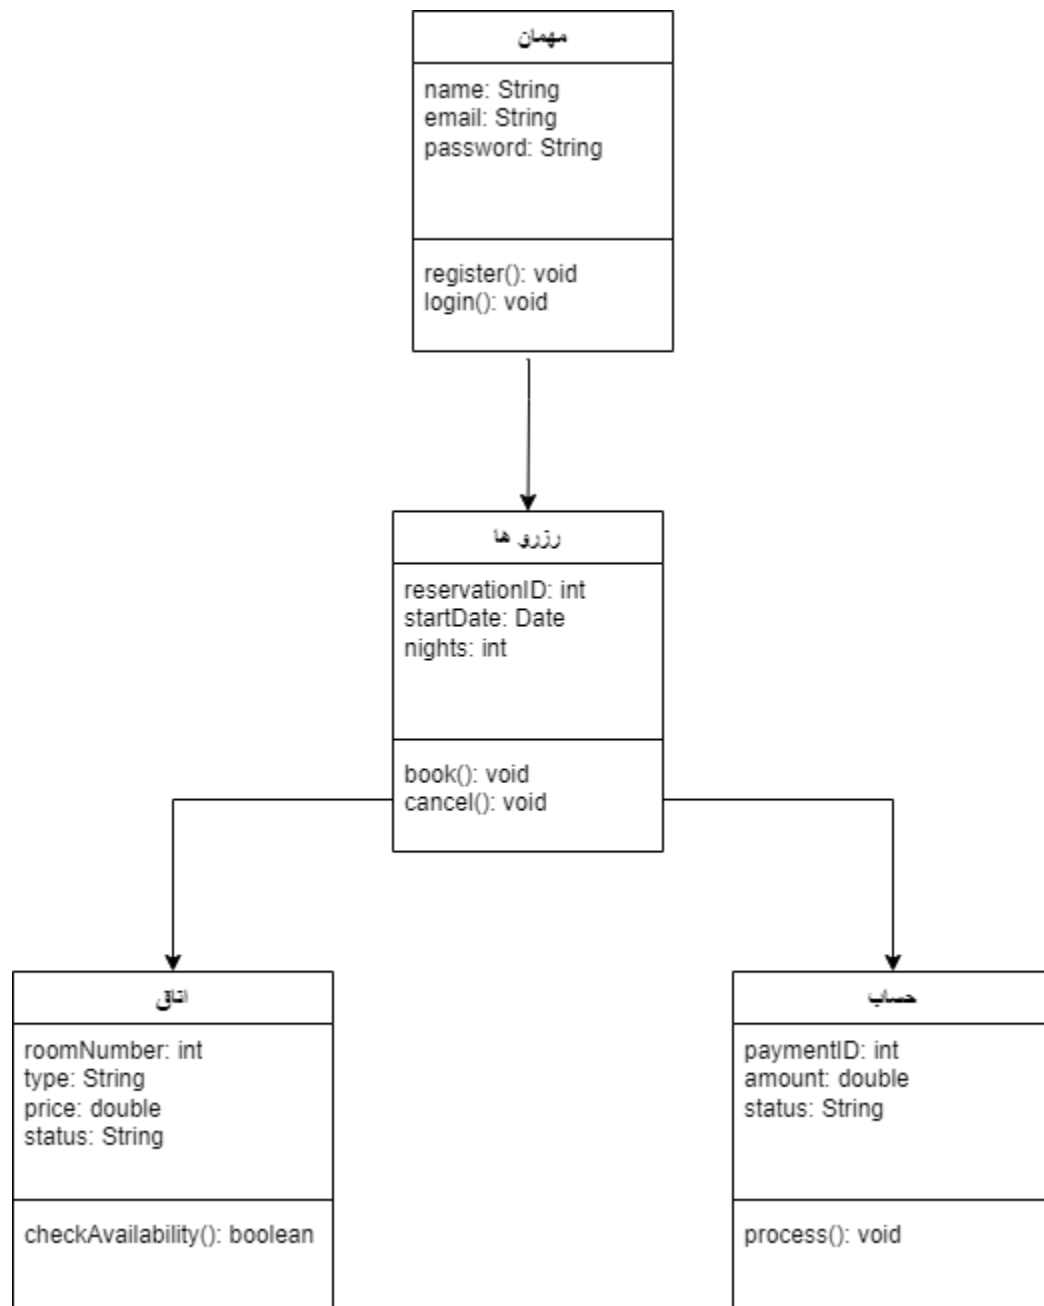 مهمان
name: String
email: String
password: String
register(): void
login(): void
رزرو ها
reservationID: int
startDate: Date
nights: int
book(): void
cancel(): void
اتاق
roomNumber: int
type: String
price: double
status: String
checkAvailability(): boolean
حساب
paymentID: int
amount: double
status: String
process(): void